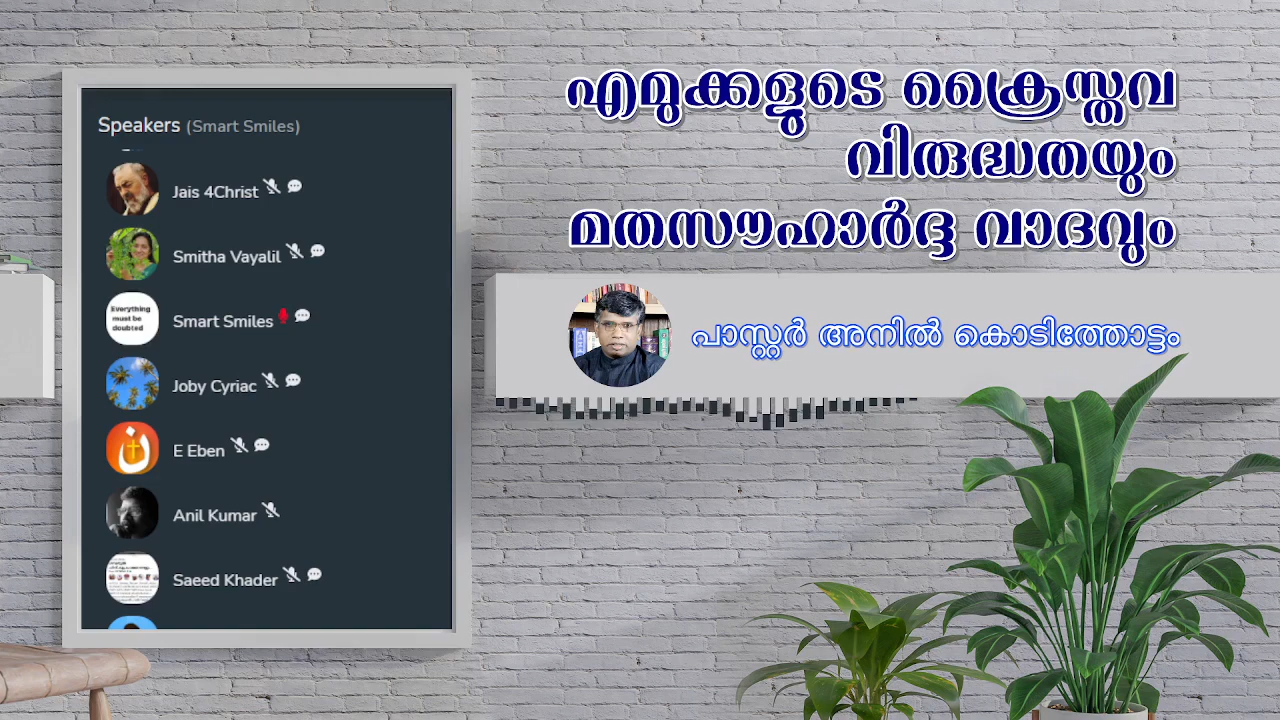 Speakers (Smart Smiles)
Jais 4Christ
Smitha Vayalil
Everything
must be
doubted
Smart Smiles
Joby Cyriac
E Eben
ن
Anil Kumar
Saeed Khader
എമുക്കളുടെ ക്രൈസ്തവ
വിരുദ്ധതയും
മതസൗഹാർദ്ദ വാദവും
പാസ്റ്റർ അനിൽ കൊടിത്തോട്ടം